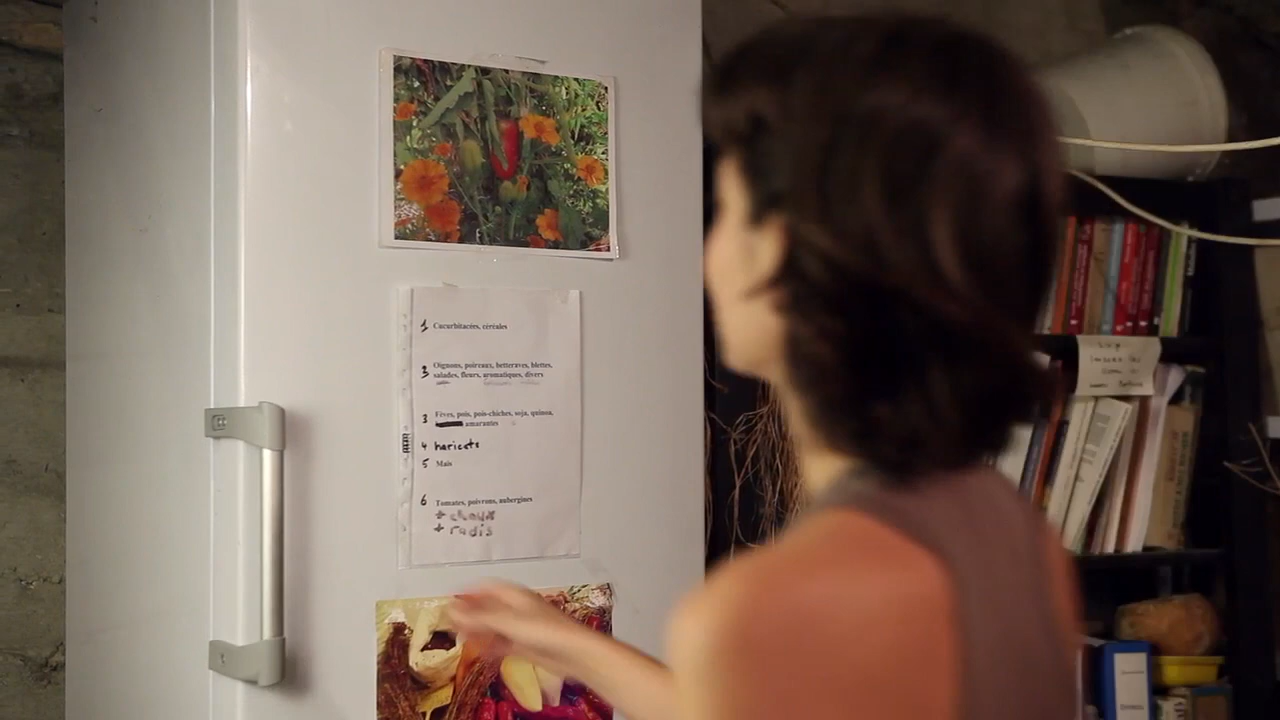 1 Cucurbitacées, céréales
3 Oignons, poireaux, betteraves, blettes,
salades, fleurs, aromatiques, divers
3 Fèves, pois, pois-chiches, soja, quinoa,
amarantes
4 haricots
5 Maïs
6 Tomates, poivrons, aubergines
+ choux
+ radis